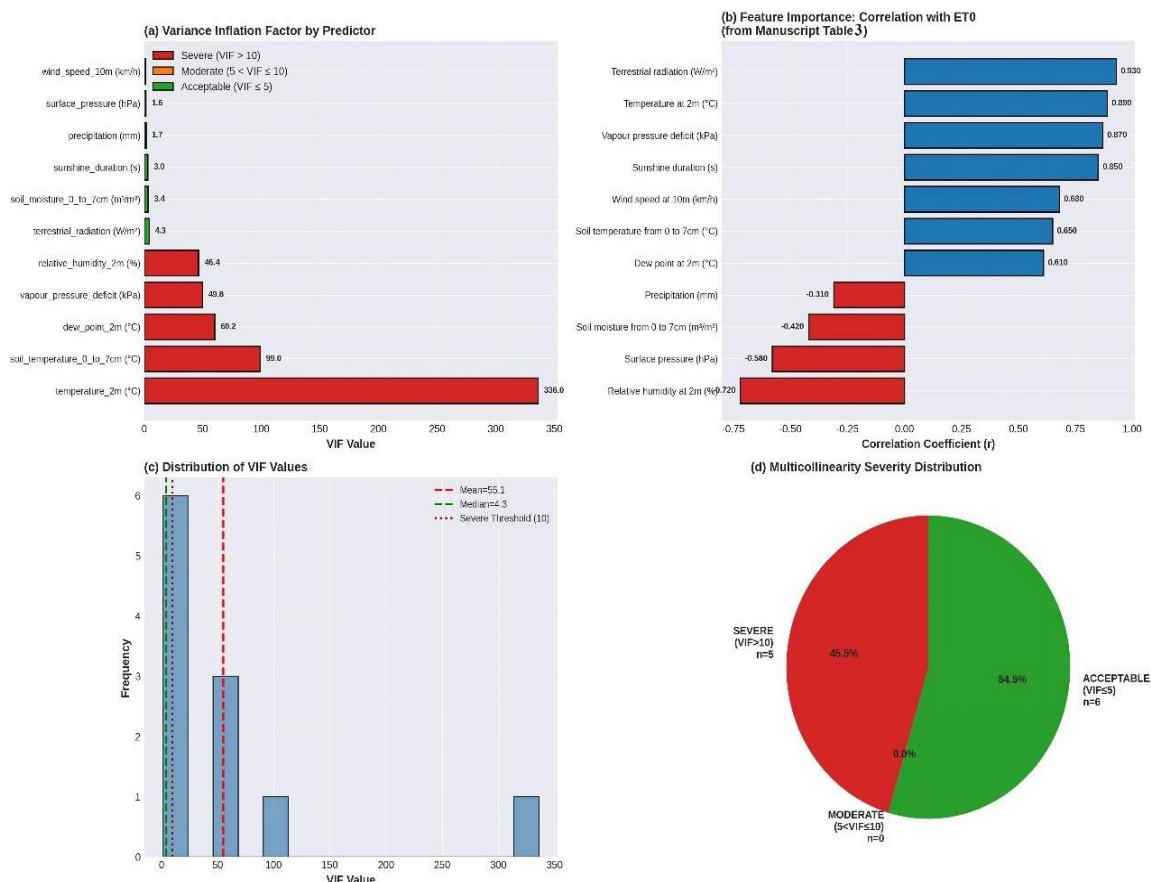 (a) Variance Inflation Factor by Predictor
Severe (VIF > 10)
Moderate (5 < VIF ≤ 10)
Acceptable (VIF ≤ 5)
wind_speed_10m (km/h)
surface_pressure (hPa)
1.6
precipitation (mm)
1.7
sunshine_duration (s)
3.0
soil_moisture_0_to_7cm (m³/m³)
3.4
terrestrial_radiation (W/m²)
4.3
relative_humidity_2m (%)
46.4
vapour_pressure_deficit (kPa)
49.8
dew_point_2m (°C)
60.2
soil_temperature_0_to_7cm (°C)
99.0
temperature_2m (°C)
336.0
0 50 100 150 200 250 300 350
VIF Value
(b) Feature Importance: Correlation with ET0
(from Manuscript Table 3)
Terrestrial radiation (W/m²)
0.930
Temperature at 2m (°C)
0.890
Vapour pressure deficit (kPa)
0.870
Sunshine duration (s)
0.850
Wind speed at 10m (km/h)
0.680
Soil temperature from 0 to 7cm (°C)
0.650
Dew point at 2m (°C)
0.610
Precipitation (mm)
-0.310
Soil moisture from 0 to 7cm (m³/m³)
-0.420
Surface pressure (hPa)
-0.580
Relative humidity at 2m (%)
-0.720
-0.75 -0.50 -0.25 0.00 0.25 0.50 0.75 1.00
Correlation Coefficient (r)
(c) Distribution of VIF Values
Mean=55.1
Median=4.3
Severe Threshold (10)
6
5
4
3
2
1
0
Frequency
0 50 100 150 200 250 300 350
VIF Value
(d) Multicollinearity Severity Distribution
SEVERE
(VIF>10)
n=5
45.5%
54.5%
ACCEPTABLE
(VIF≤5)
n=6
0.0%
MODERATE
(5<VIF≤10)
n=0